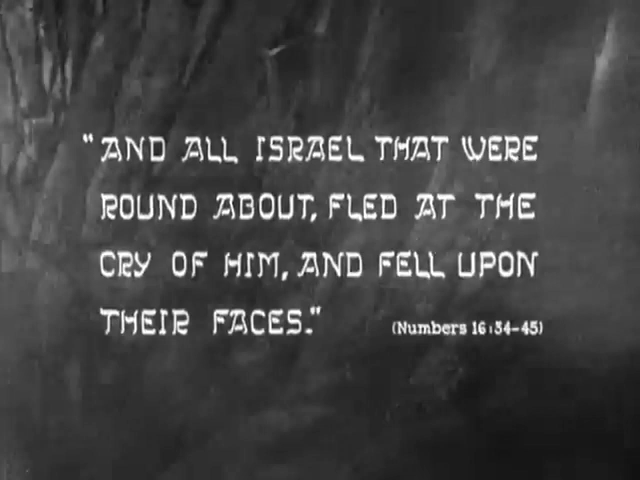 "AND ALL ISRAEL THAT WERE
ROUND ABOUT, FLED AT THE
CRY OF HIM, AND FELL UPON
THEIR FACES." (Numbers 16:34-45)